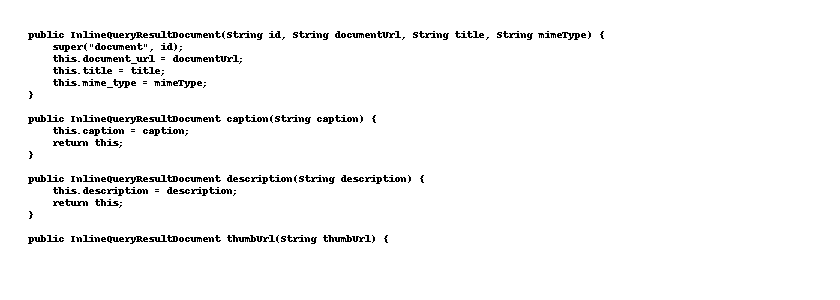 public InlineQueryResultDocument(String id, String documentUrl, String title, String mimeType) {
    super("document", id);
    this.document_url = documentUrl;
    this.title = title;
    this.mime_type = mimeType;
}

public InlineQueryResultDocument caption(String caption) {
    this.caption = caption;
    return this;
}

public InlineQueryResultDocument description(String description) {
    this.description = description;
    return this;
}

public InlineQueryResultDocument thumbUrl(String thumbUrl) {